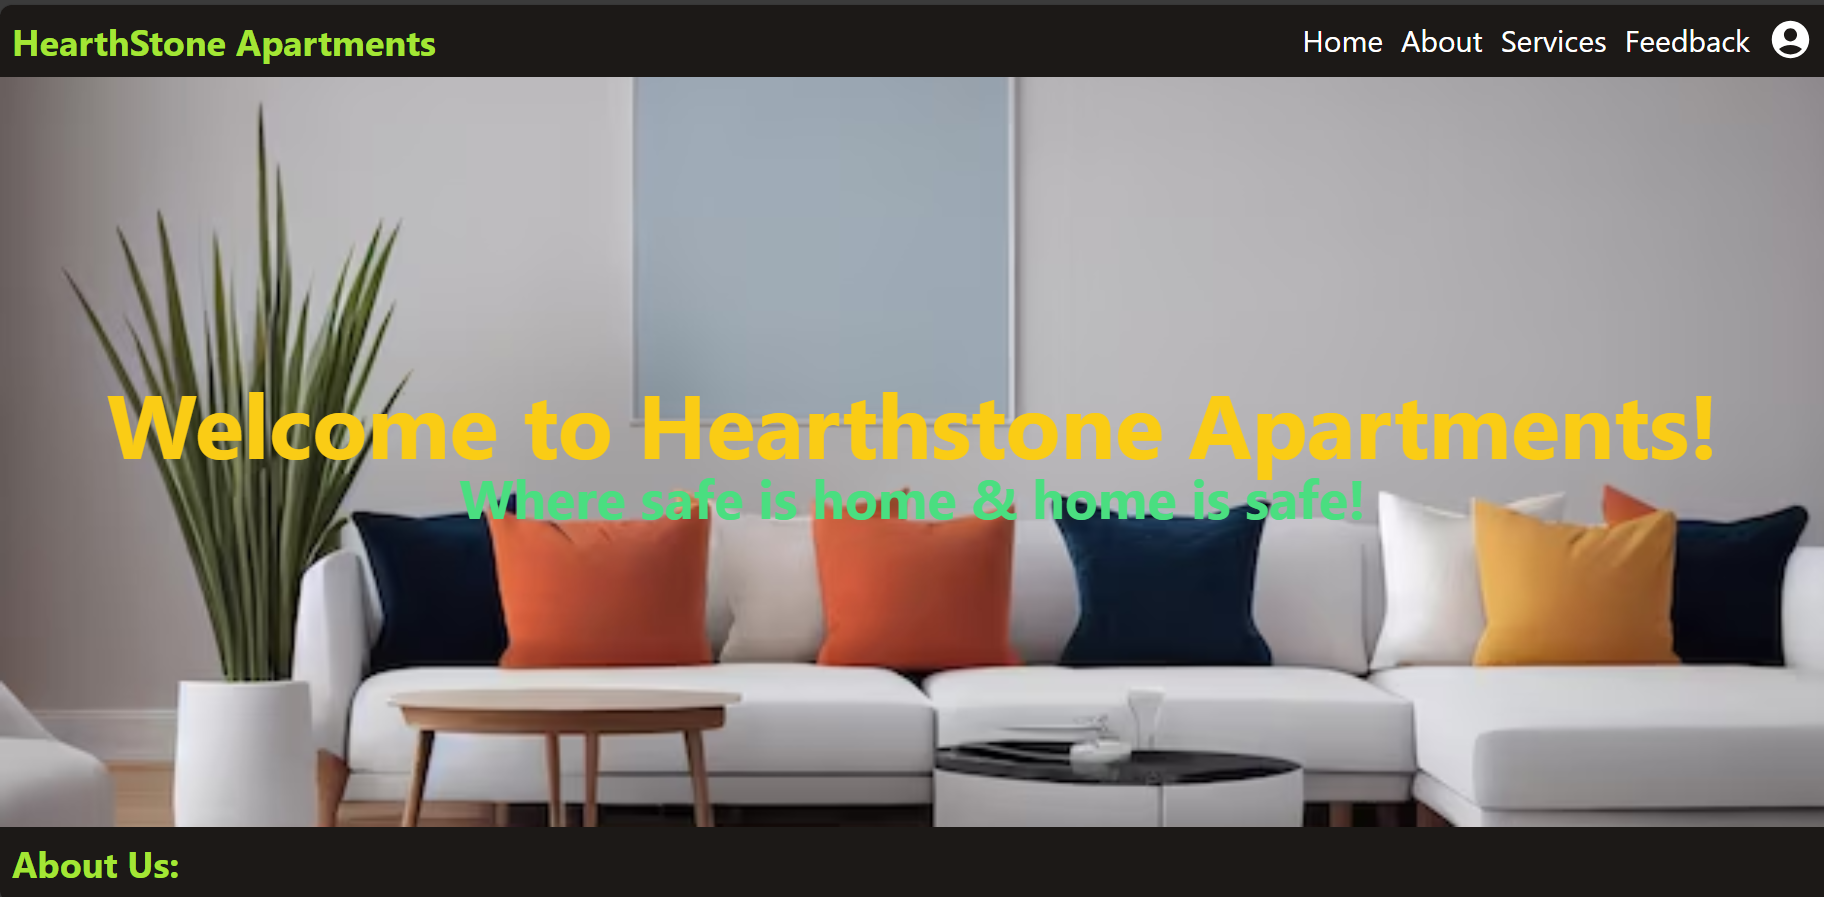 HearthStone Apartments
Home About Services Feedback
Welcome to Hearthstone Apartments!
Where safe is home & home is safe!
About Us: